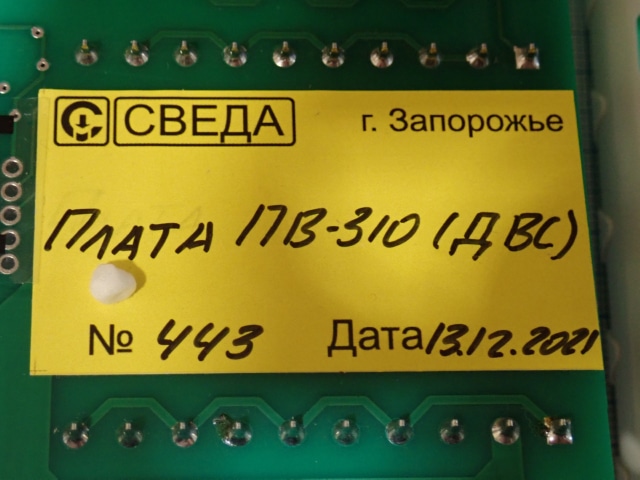 СВЕДА г. Запорожье
Плата ПВ-310 (ДВС)
№ 443 Дата 13.12.2021